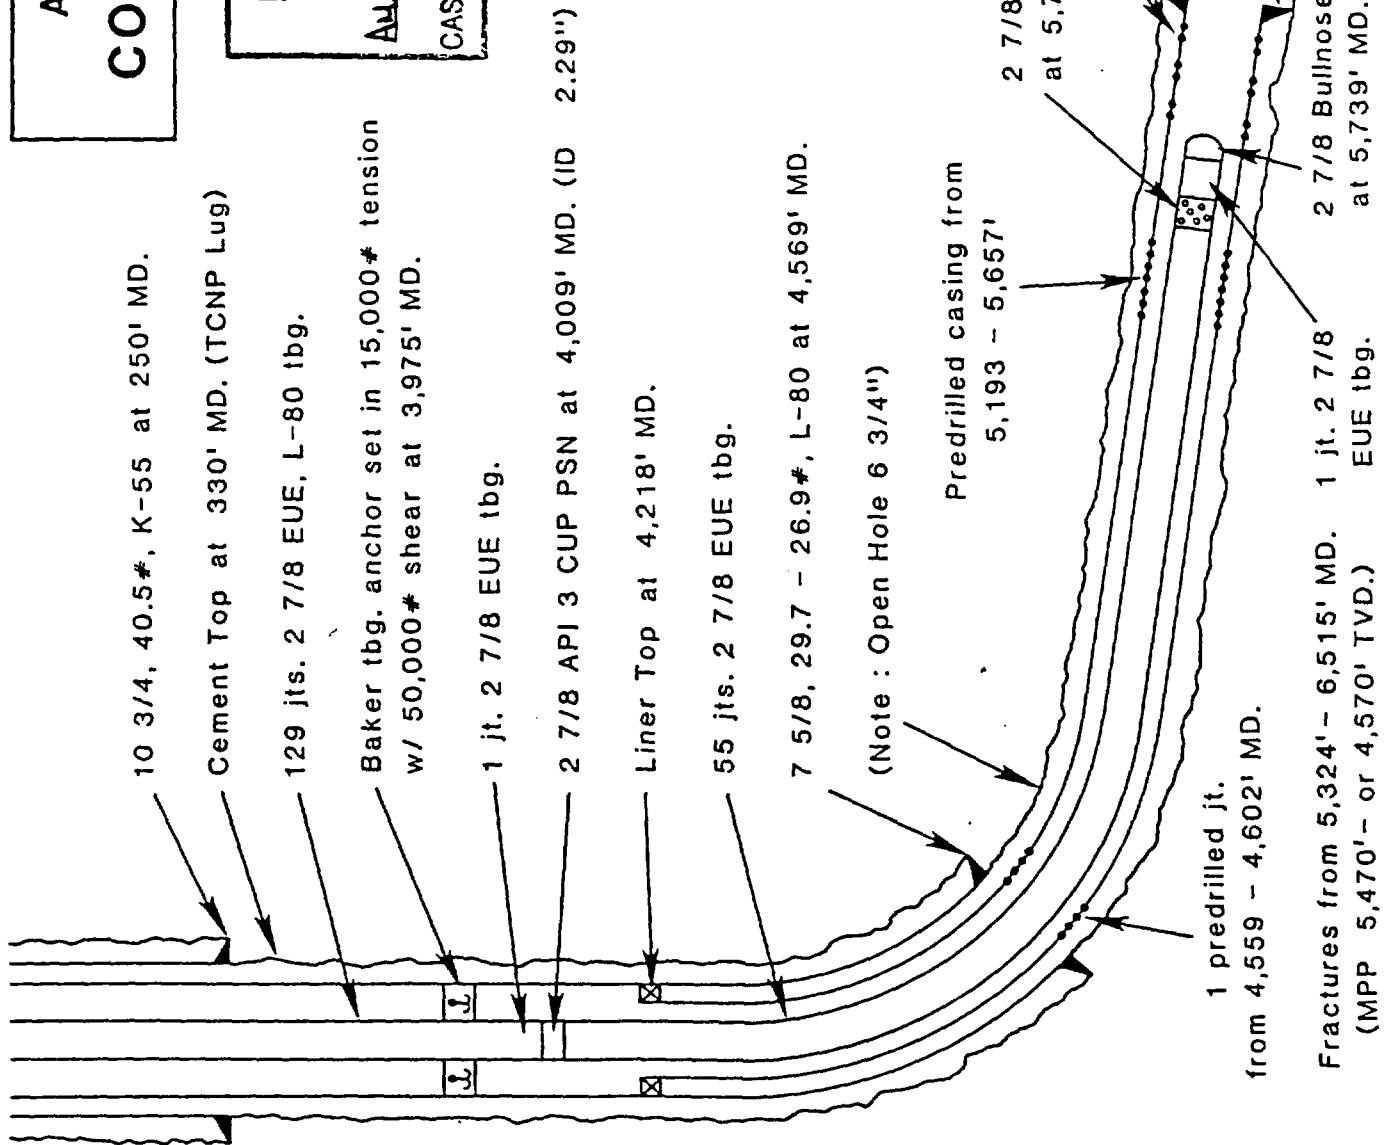 A
CO
Au
CAS
10 3/4, 40.5#, K-55 at 250' MD.
Cement Top at 330' MD. (TCNP Lug)
129 jts. 2 7/8 EUE, L-80 tbg.
Baker tbg. anchor set in 15,000# tension
w/ 50,000# shear at 3,975' MD.
1 jt. 2 7/8 EUE tbg.
2 7/8 API 3 CUP PSN at 4,009' MD. (ID 2.29")
Liner Top at 4,218' MD.
55 jts. 2 7/8 EUE tbg.
7 5/8, 29.7 - 26.9#, L-80 at 4,569' MD.
(Note : Open Hole 6 3/4")
Predrilled casing from
5,193 - 5,657'
2 7/8
at 5,7
1 predrilled jt.
from 4,559 - 4,602' MD.
1 jt. 2 7/8
EUE tbg.
2 7/8 Bullnose
at 5,739' MD.
Fractures from 5,324' - 6,515' MD.
(MPP 5,470' - or 4,570' TVD.)